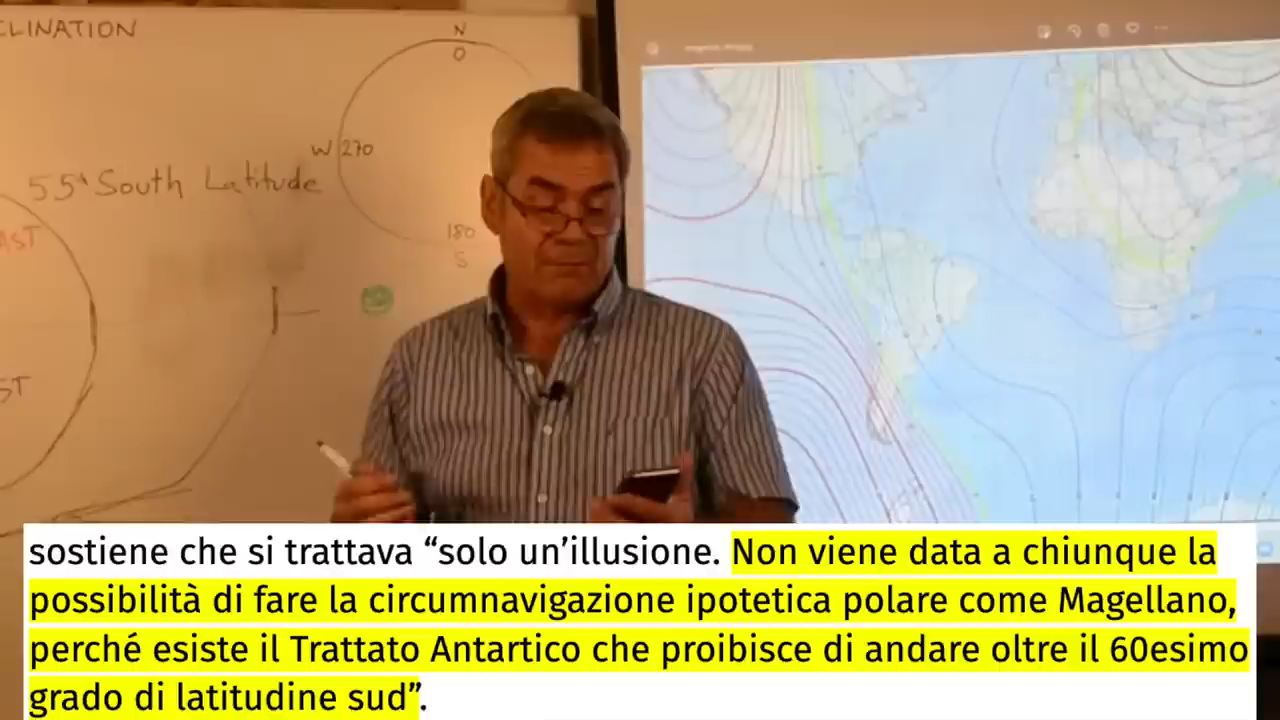 CLINATION
N
O
W 270
55° South Latitude
AST
180
S
ST
sostiene che si trattava “solo un’illusione. Non viene data a chiunque la
possibilità di fare la circumnavigazione ipotetica polare come Magellano,
perché esiste il Trattato Antartico che proibisce di andare oltre il 60esimo
grado di latitudine sud”.